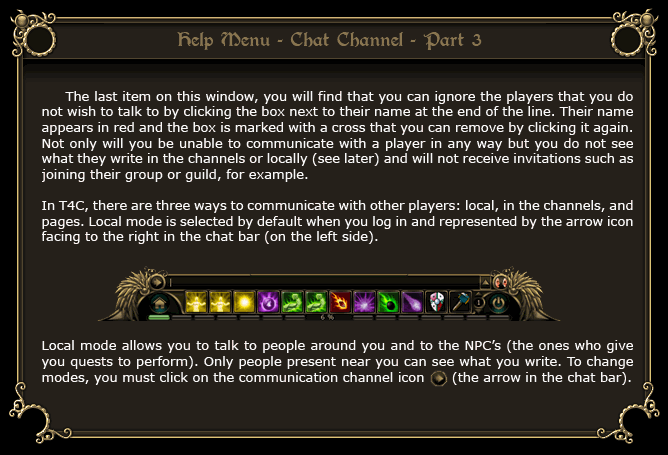 Help Menu - Chat Channel - Part 3
The last item on this window, you will find that you can ignore the players that you do
not wish to talk to by clicking the box next to their name at the end of the line. Their name
appears in red and the box is marked with a cross that you can remove by clicking it again.
Not only will you be unable to communicate with a player in any way but you do not see
what they write in the channels or locally (see later) and will not receive invitations such as
joining their group or guild, for example.
In T4C, there are three ways to communicate with other players: local, in the channels, and
pages. Local mode is selected by default when you log in and represented by the arrow icon
facing to the right in the chat bar (on the left side).
1
6 %
Local mode allows you to talk to people around you and to the NPC's (the ones who give
you quests to perform). Only people present near you can see what you write. To change
modes, you must click on the communication channel icon (the arrow in the chat bar).